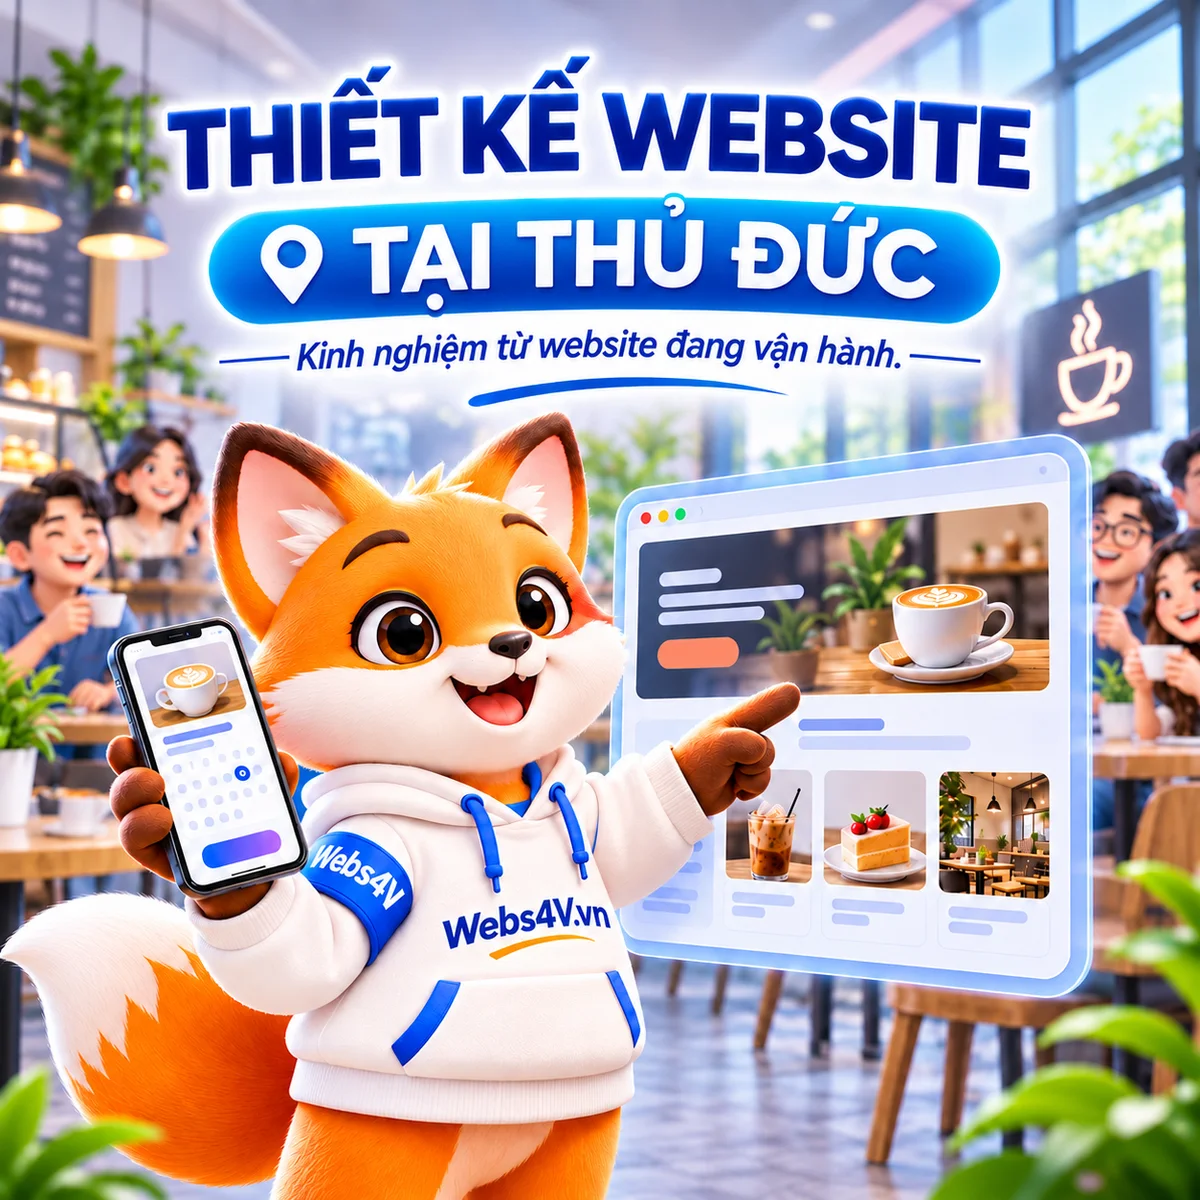 THIẾT KẾ WEBSITE
TẠI THỦ ĐỨC
Kinh nghiệm từ website đang vận hành.
Webs4V
Webs4V.vn